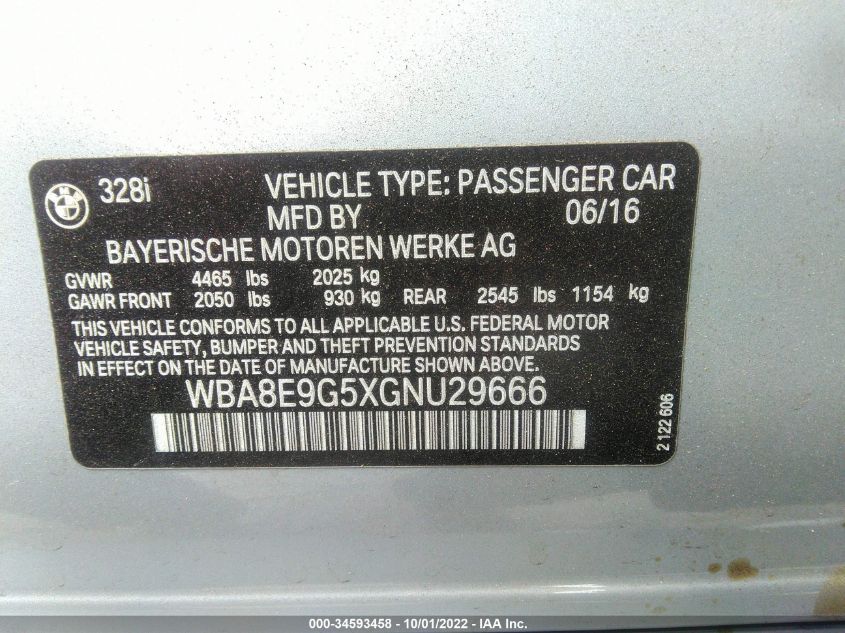 328i VEHICLE TYPE: PASSENGER CAR
MFD BY 06/16
BAYERISCHE MOTOREN WERKE AG
GVWR 4465 lbs 2025 kg
GAWR FRONT 2050 lbs 930 kg REAR 2545 lbs 1154 kg
THIS VEHICLE CONFORMS TO ALL APPLICABLE U.S. FEDERAL MOTOR
VEHICLE SAFETY, BUMPER AND THEFT PREVENTION STANDARDS
IN EFFECT ON THE DATE OF MANUFACTURE SHOWN ABOVE.
WBA8E9G5XGNU29666
2 122 606
000-34593458 - 10/01/2022 - IAA Inc.